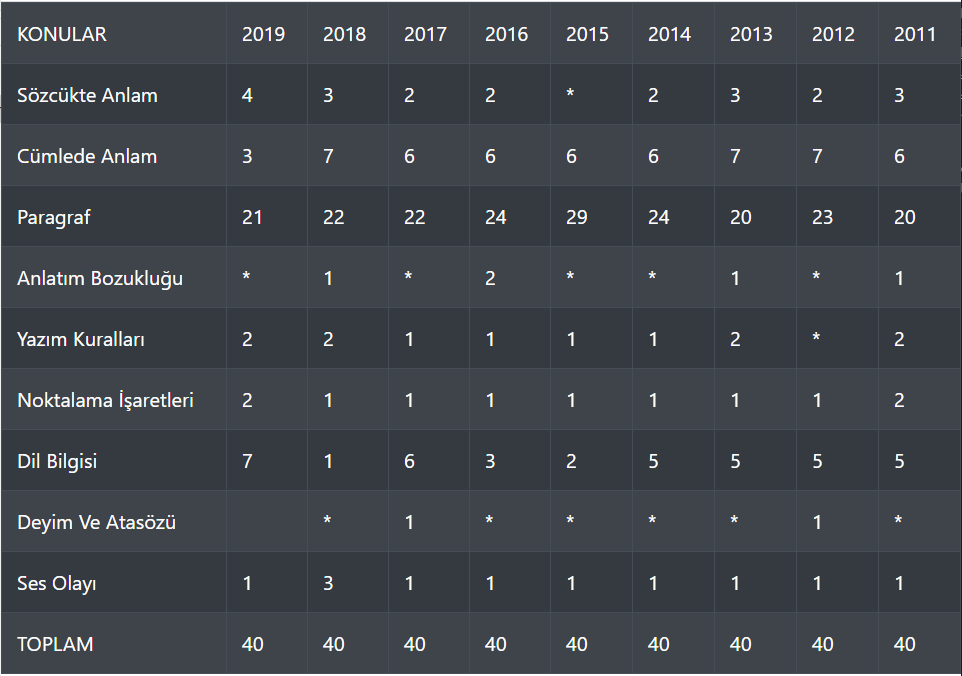 KONULAR 2019 2018 2017 2016 2015 2014 2013 2012 2011
Sözcükte Anlam 4 3 2 2 * 2 3 2 3
Cümlede Anlam 3 7 6 6 6 6 7 7 6
Paragraf 21 22 22 24 29 24 20 23 20
Anlatım Bozukluğu * 1 * 2 * * 1 * 1
Yazım Kuralları 2 2 1 1 1 1 2 * 2
Noktalama İşaretleri 2 1 1 1 1 1 1 1 2
Dil Bilgisi 7 1 6 3 2 5 5 5 5
Deyim Ve Atasözü * 1 * * * * 1 *
Ses Olayı 1 3 1 1 1 1 1 1 1
TOPLAM 40 40 40 40 40 40 40 40 40